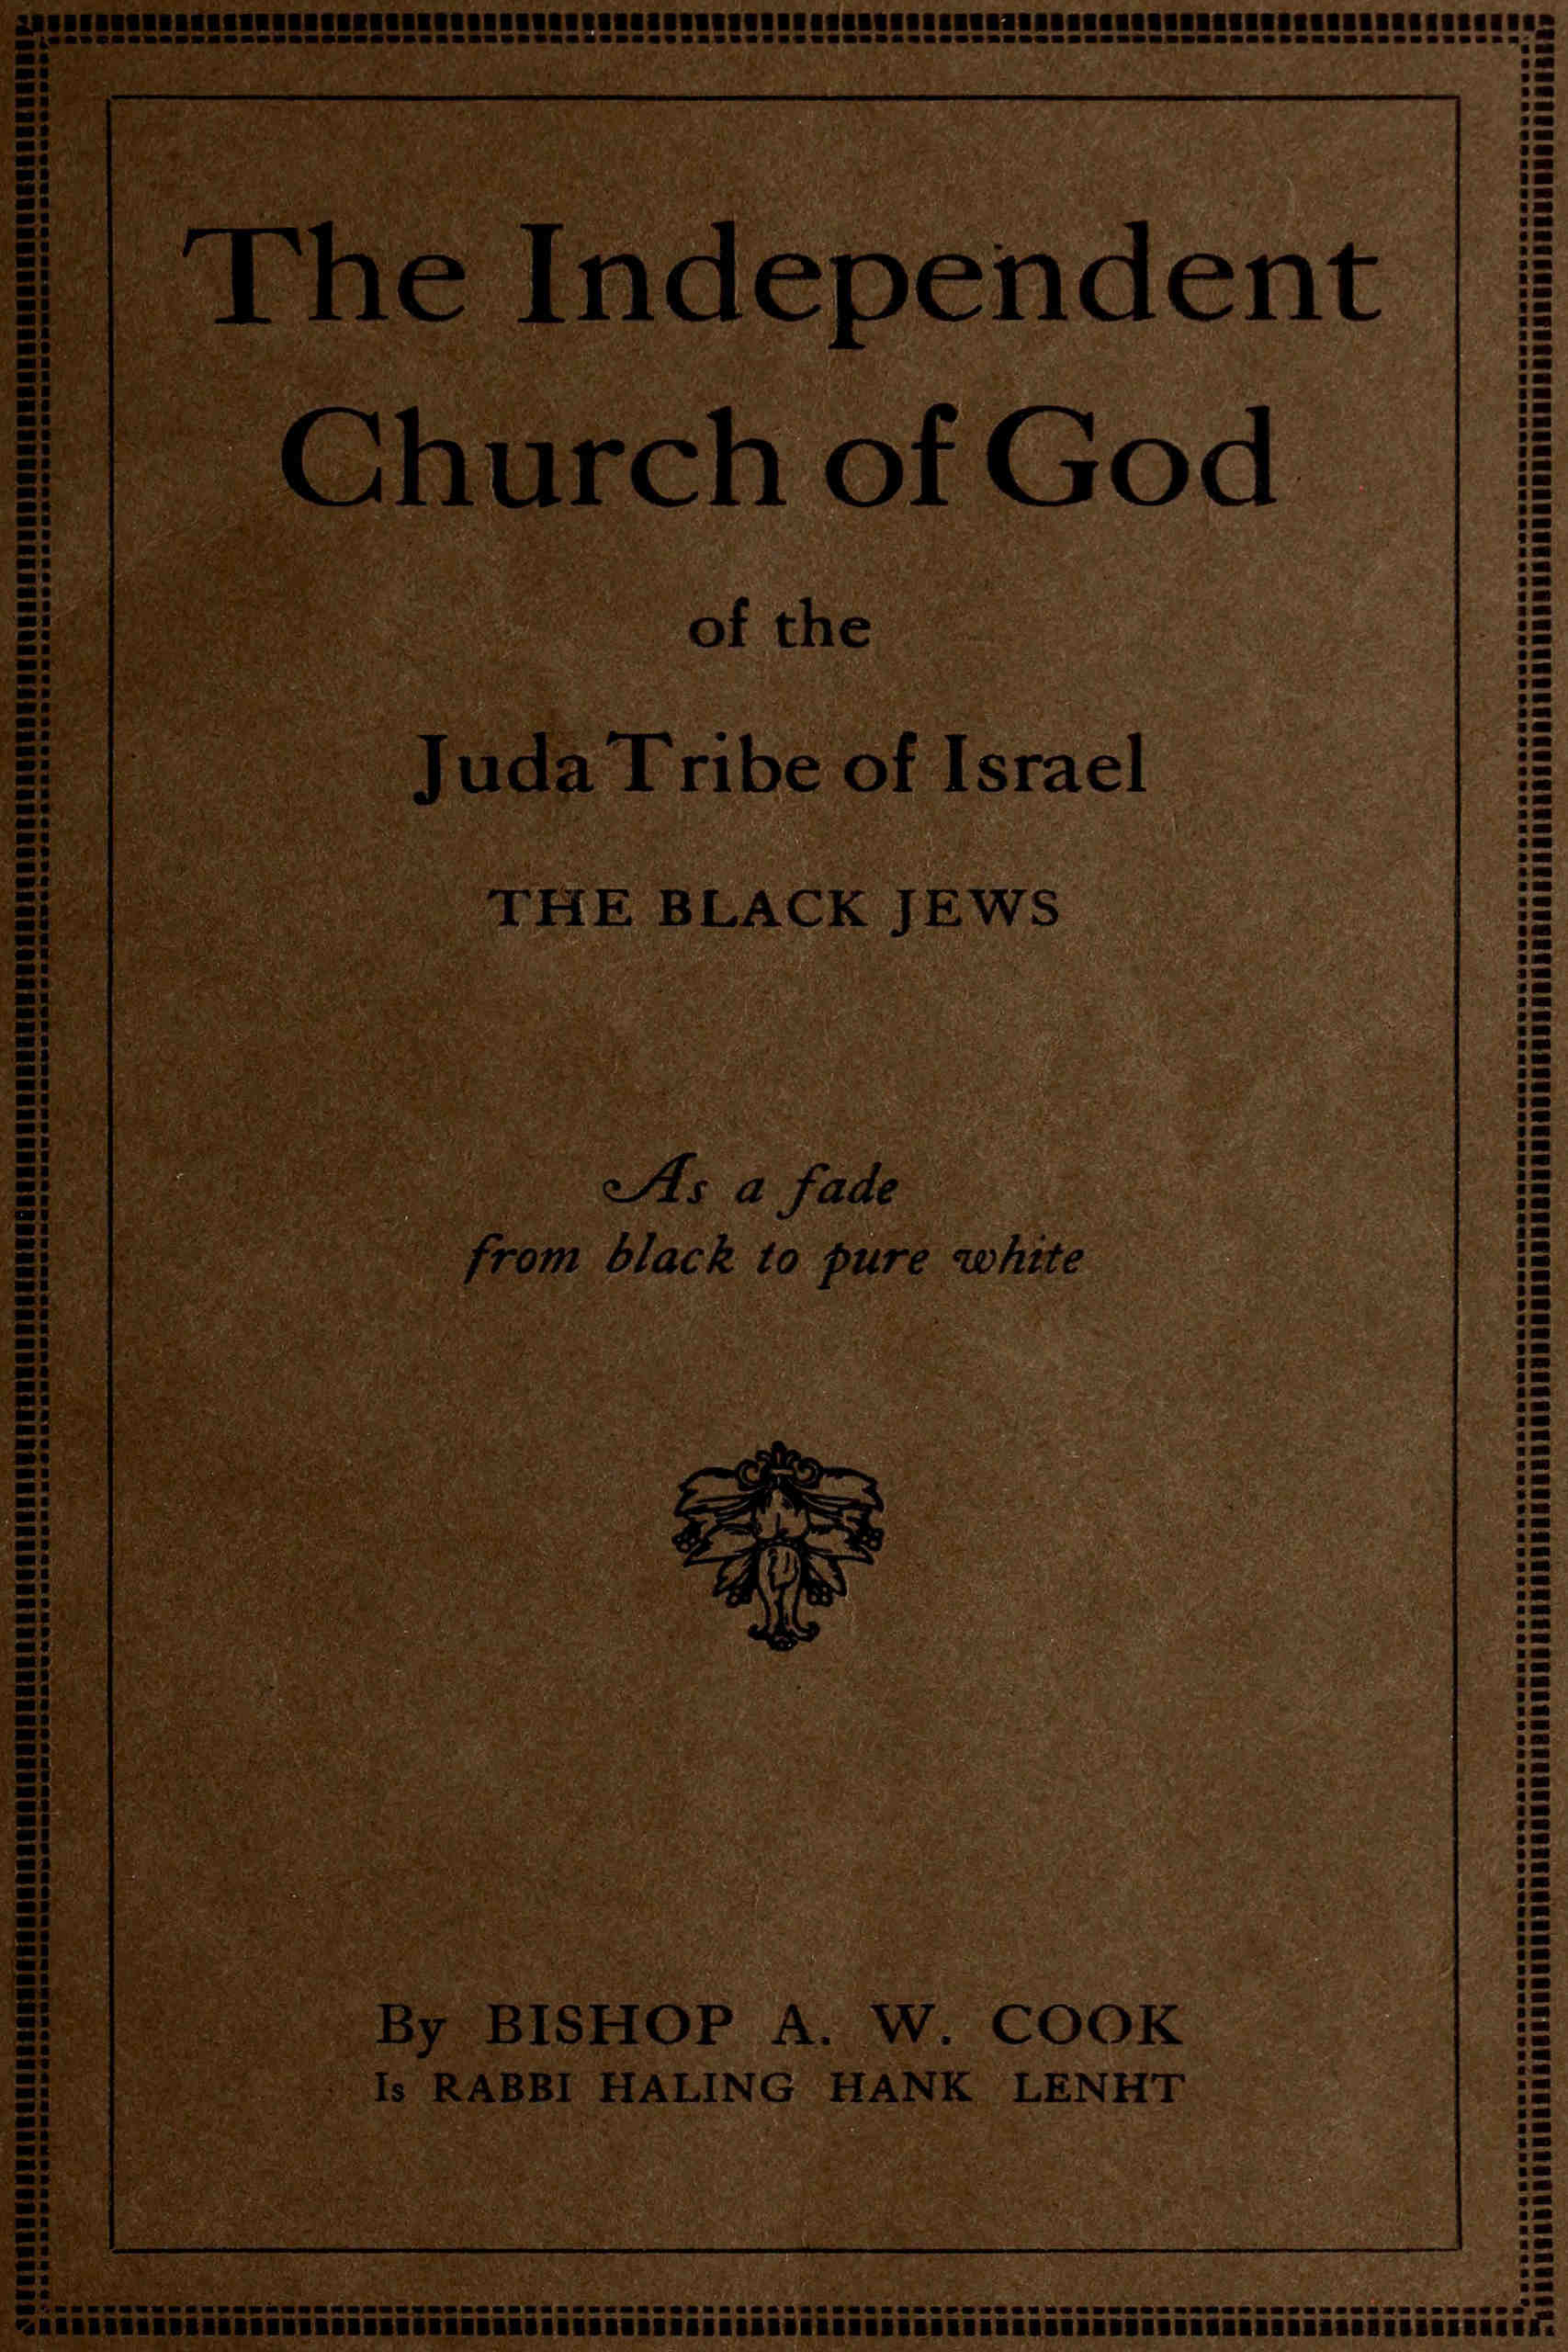 The Independent
Church of God
of the
Juda Tribe of Israel
THE BLACK JEWS
As a fade
from black to pure white
By BISHOP A. W. COOK
Is RABBI HALING HANK LENHT